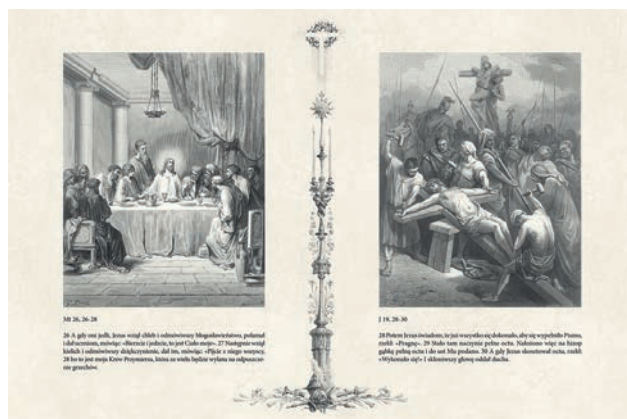 Mt 26, 26-28
26 A gdy oni jedli, Jezus wziął chleb i odmówiwszy błogosławieństwo, połamał
i dał uczniom, mówiąc: «Bierzcie i jedzcie, to jest Ciało moje». 27 Następnie wziął
kielich i odmówiwszy dziękczynienie, dał im, mówiąc: «Pijcie z niego wszyscy,
28 bo to jest moja Krew Przymierza, która za wielu będzie wylana na odpuszcze-
nie grzechów.
J 19, 28-30
28 Potem Jezus świadom, że już wszystko się dokonało, aby się wypełniło Pismo,
rzekł: «Pragnę». 29 Stało tam naczynie pełne octu. Nałożono więc na hizop
gąbkę pełną octu i do ust Mu podano. 30 A gdy Jezus skosztował octu, rzekł:
«Wykonało się!» I skłoniwszy głowę oddał ducha.